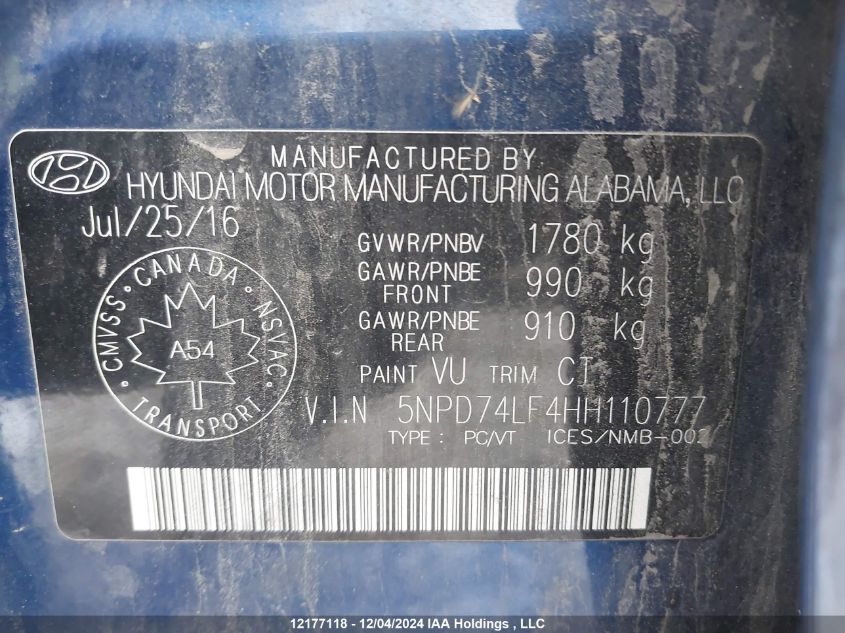 MANUFACTURED BY
HYUNDAI MOTOR MANUFACTURING ALABAMA, LLC
Jul/25/16
GVWR/PNBV 1780 kg
GAWR/PNBE FRONT 990 kg
GAWR/PNBE REAR 910 kg
PAINT VU TRIM CT
V.I.N 5NPD74LF4HH110777
TYPE : PC/VT ICES/NMB-002
CMVSS · CANADA · NSVAC
A54
TRANSPORT
12177118 - 12/04/2024 IAA Holdings , LLC